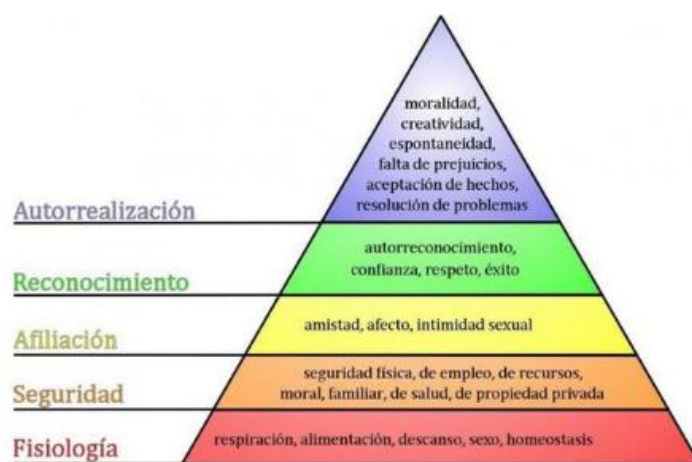 moralidad,
creatividad,
espontaneidad,
falta de prejuicios,
aceptación de hechos,
resolución de problemas
Autorrealización
autorreconocimiento,
confianza, respeto, éxito
Reconocimiento
amistad, afecto, intimidad sexual
Afiliación
seguridad física, de empleo, de recursos,
moral, familiar, de salud, de propiedad privada
Seguridad
respiración, alimentación, descanso, sexo, homeostasis
Fisiología